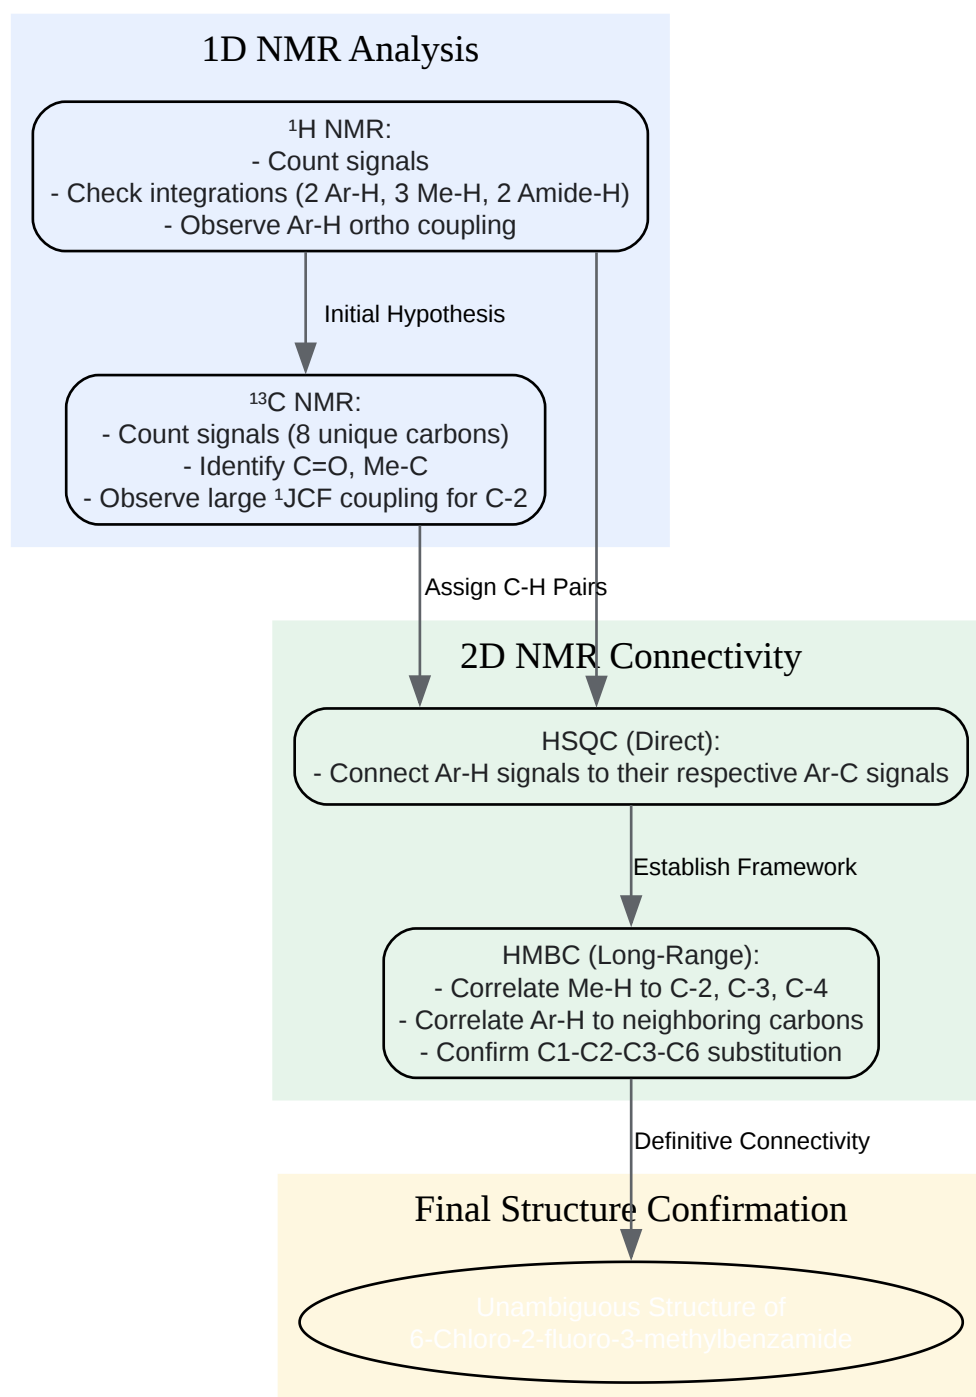 1D NMR Analysis
¹H NMR:
- Count signals
- Check integrations (2 Ar-H, 3 Me-H, 2 Amide-H)
- Observe Ar-H ortho coupling
Initial Hypothesis
¹³C NMR:
- Count signals (8 unique carbons)
- Identify C=O, Me-C
- Observe large ¹JCF coupling for C-2
Assign C-H Pairs
2D NMR Connectivity
HSQC (Direct):
- Connect Ar-H signals to their respective Ar-C signals
Establish Framework
HMBC (Long-Range):
- Correlate Me-H to C-2, C-3, C-4
- Correlate Ar-H to neighboring carbons
- Confirm C1-C2-C3-C6 substitution
Definitive Connectivity
Final Structure Confirmation
Unambiguous Structure of
6-Chloro-2-fluoro-3-methylbenzamide